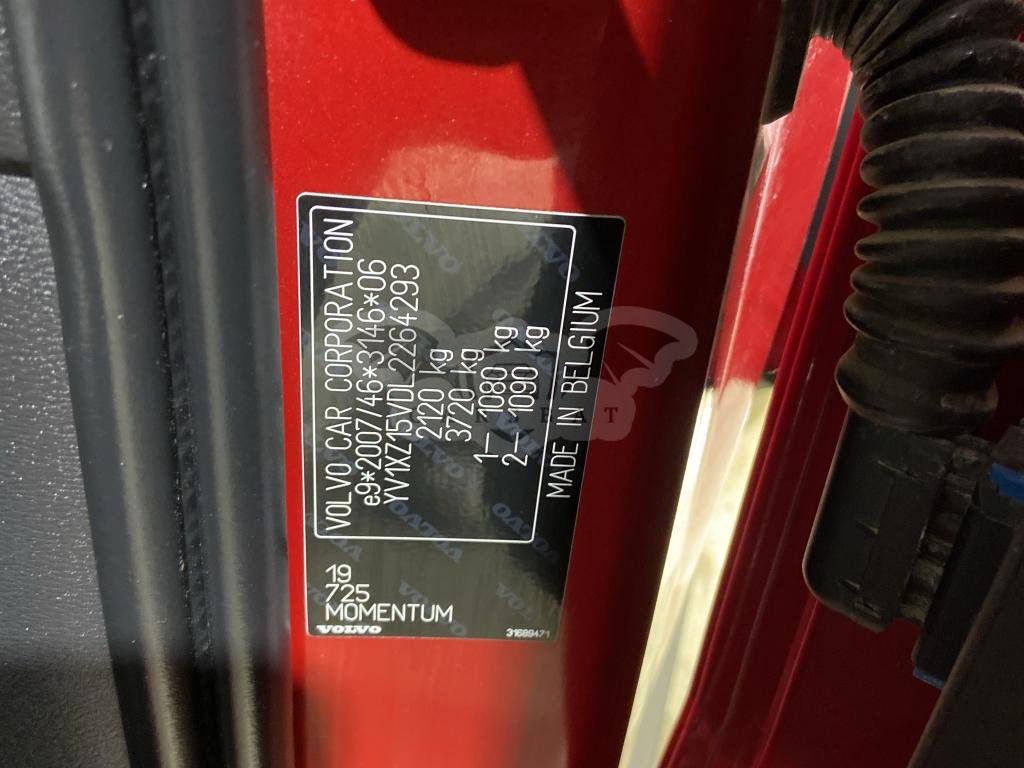 VOLVO CAR CORPORATION
e9*2007/46*3146*06
YV1XZ15VDL2264293
2120 kg
3720 kg
1— 1080 kg
2— 1090 kg
MADE IN BELGIUM
19
725
MOMENTUM
VOLVO
31689471